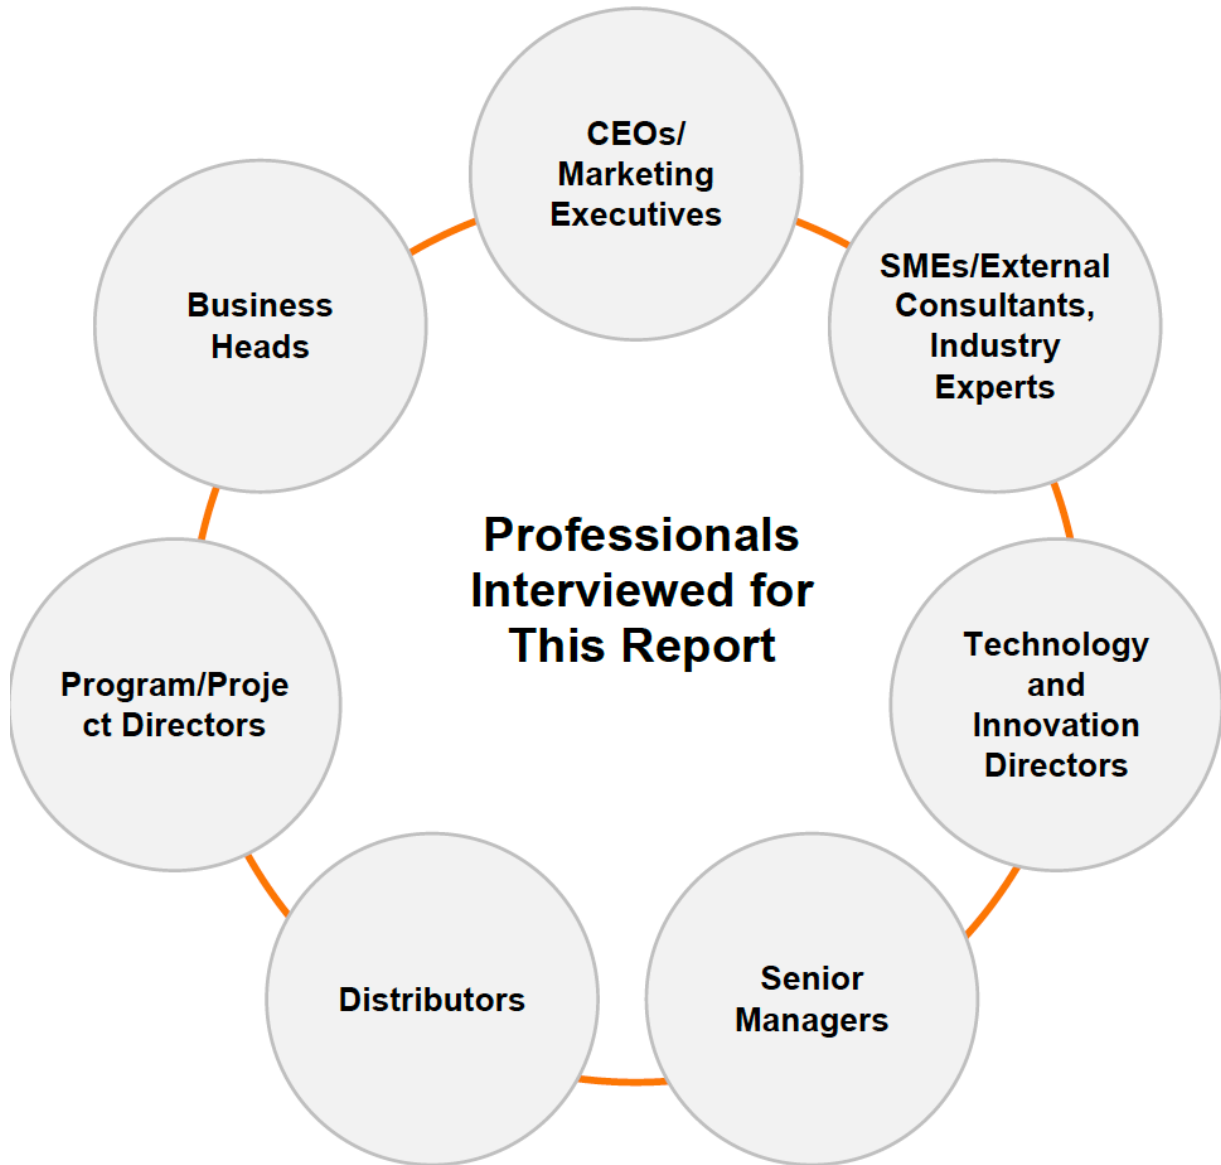 CEOs/
Marketing
Executives
SMEs/External
Consultants,
Industry
Experts
Technology
and
Innovation
Directors
Senior
Managers
Distributors
Program/Proje
ct Directors
Business
Heads
Professionals
Interviewed for
This Report